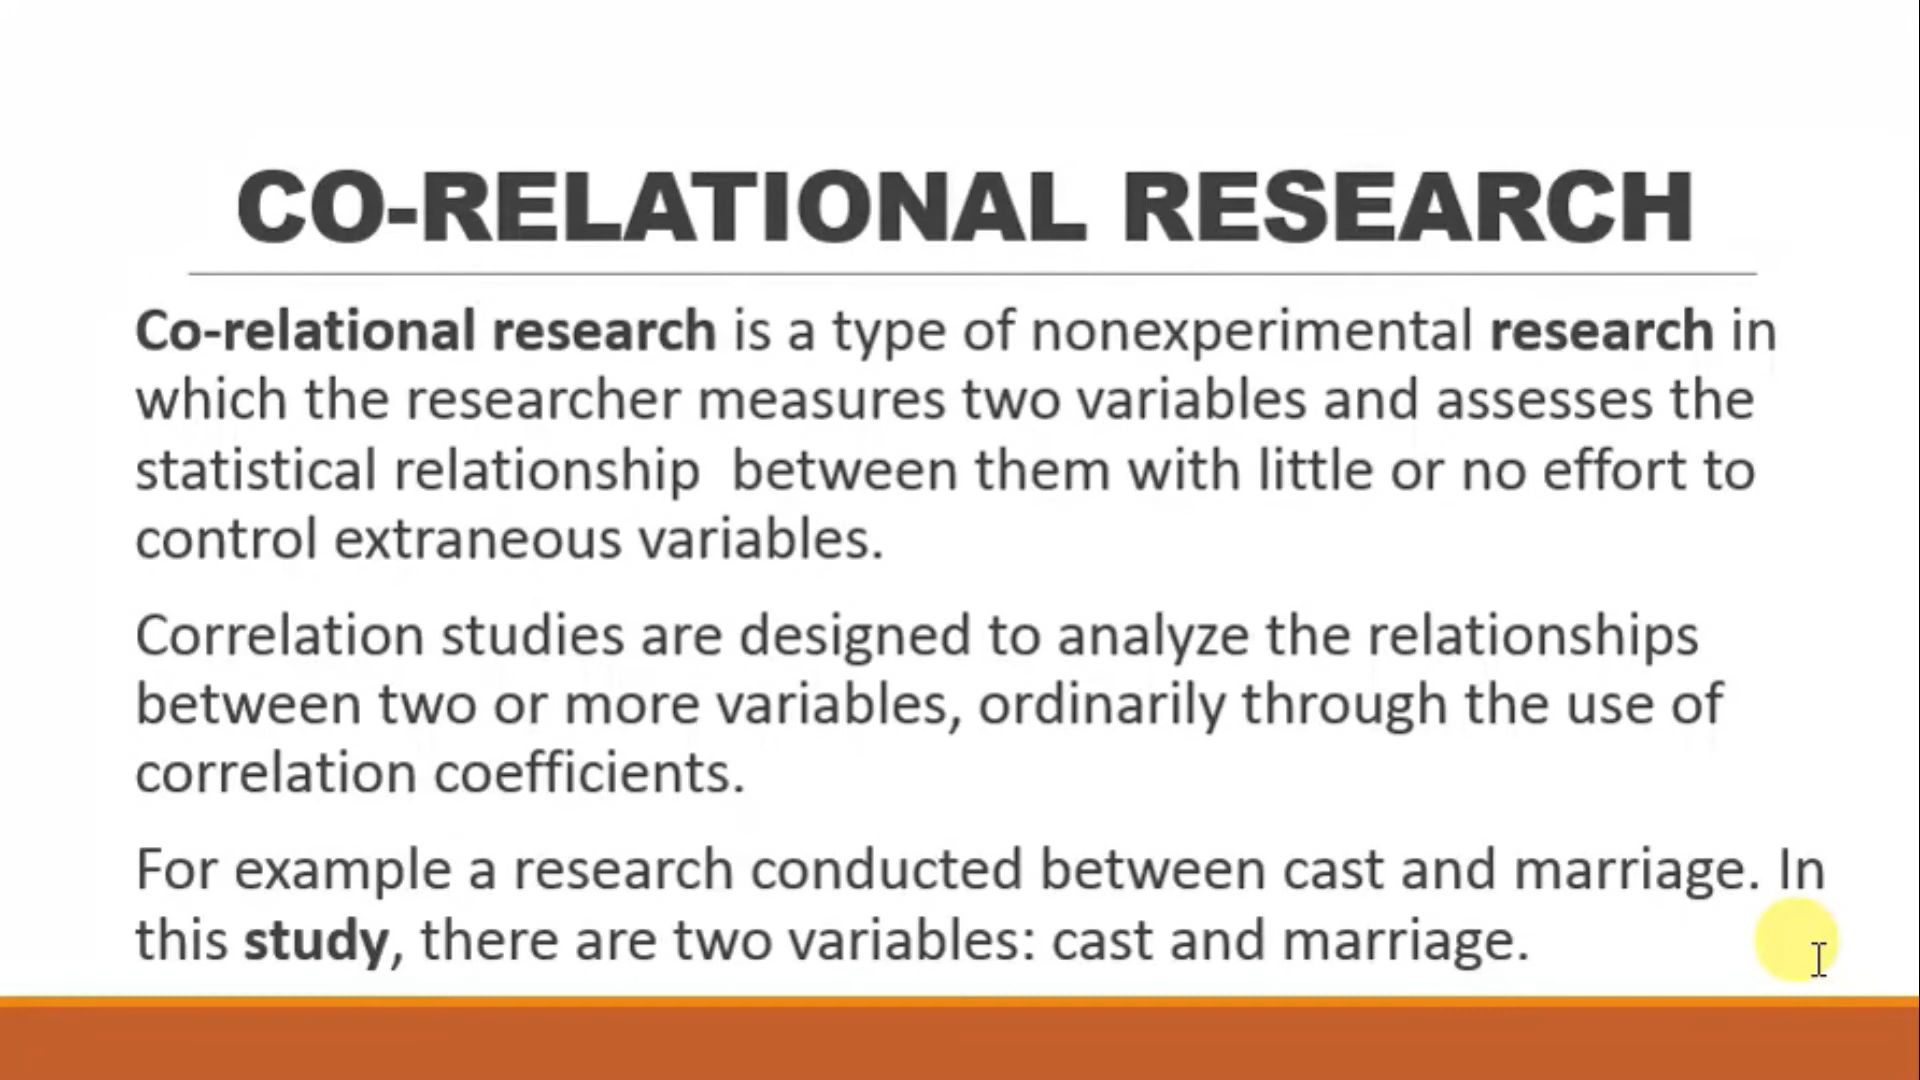 CO-RELATIONAL RESEARCH
Co-relational research is a type of nonexperimental research in
which the researcher measures two variables and assesses the
statistical relationship  between them with little or no effort to
control extraneous variables.
Correlation studies are designed to analyze the relationships
between two or more variables, ordinarily through the use of
correlation coefficients.
For example a research conducted between cast and marriage. In
this study, there are two variables: cast and marriage.